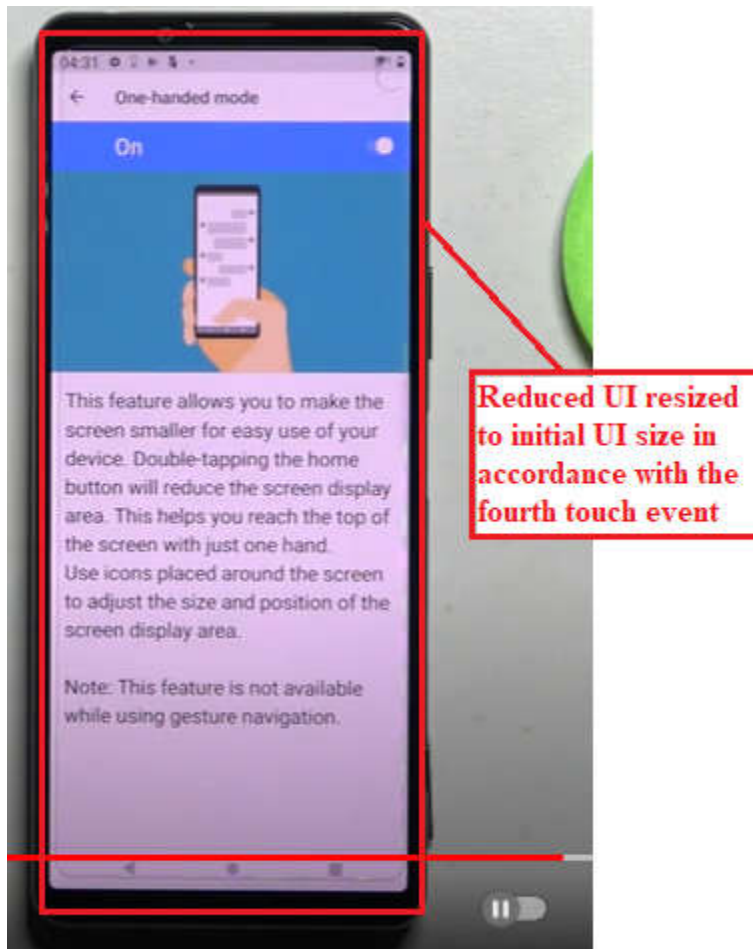 04:31
One-handed mode
On
This feature allows you to make the
screen smaller for easy use of your
device. Double-tapping the home
button will reduce the screen display
area. This helps you reach the top of
the screen with just one hand.
Use icons placed around the screen
to adjust the size and position of the
screen display area.
Note: This feature is not available
while using gesture navigation.
Reduced UI resized
to initial UI size in
accordance with the
fourth touch event